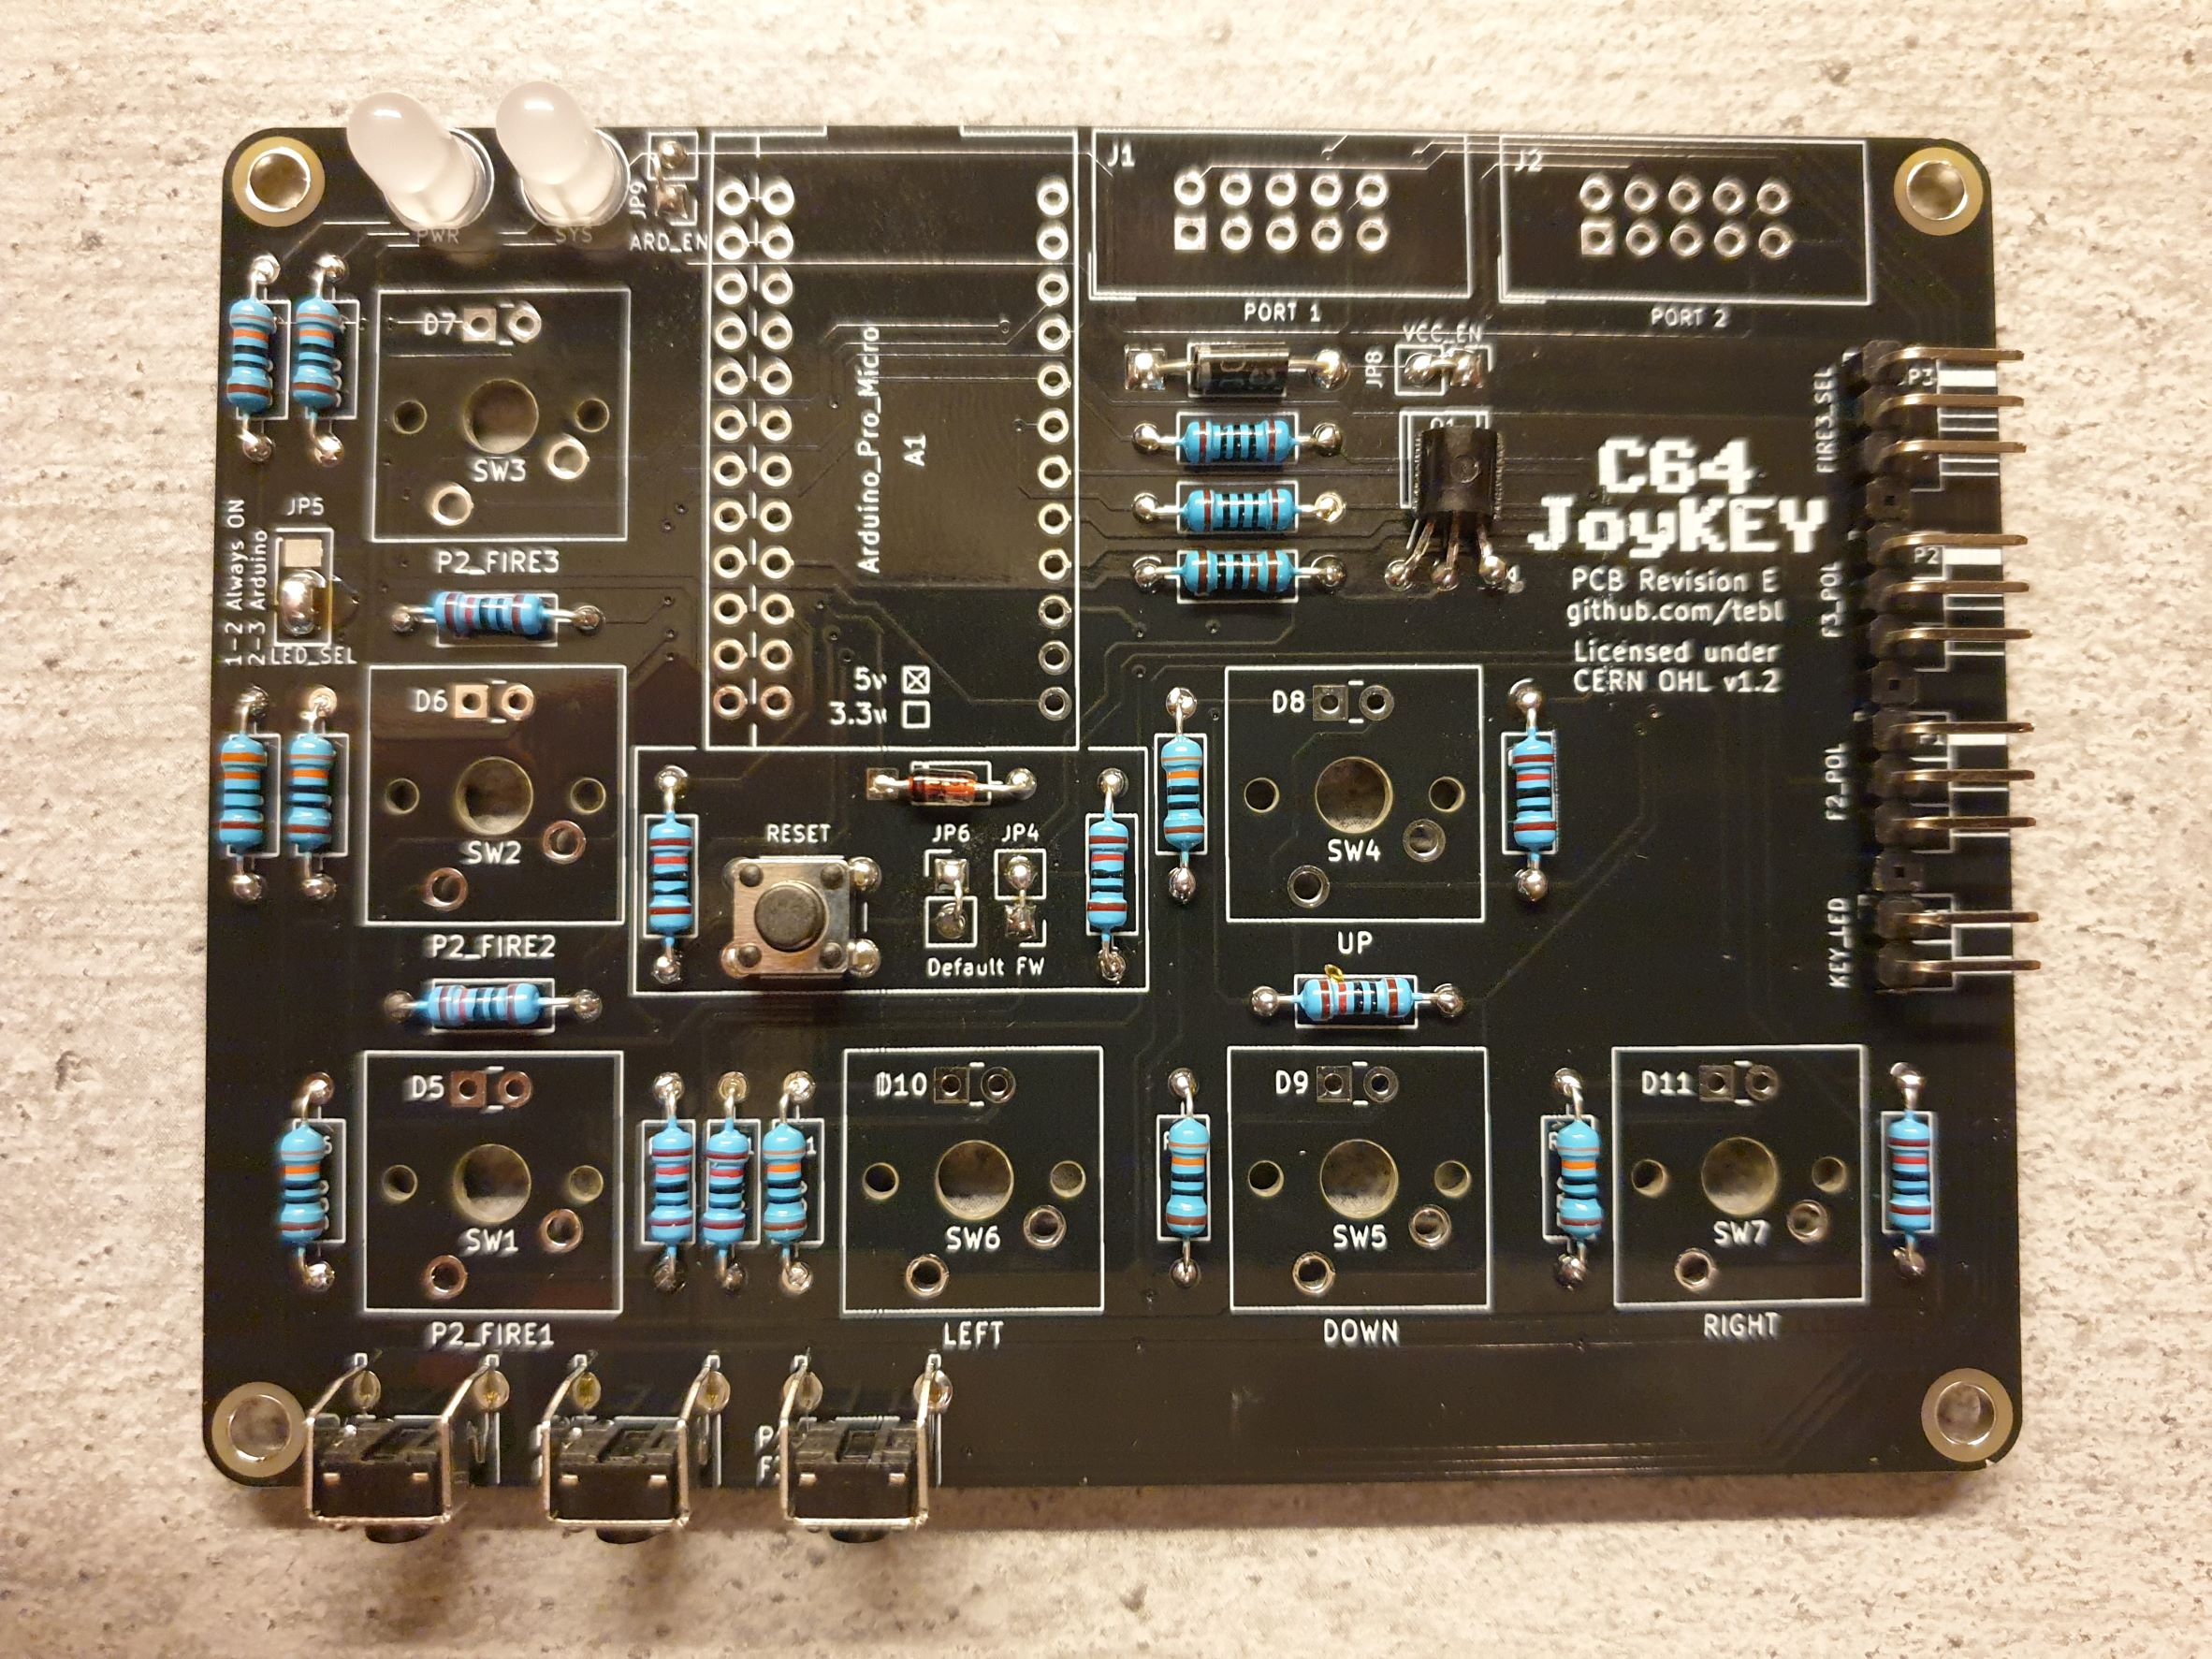 PWR
SYS
JP9
ARD_EN
J1
J2
PORT 1
PORT 2
D7
SW3
P2_FIRE3
Arduino_Pro_Micro
A1
5v
3.3v
JP8
VCC_EN
C64
JoyKEY
PCB Revision E
github.com/tebl
Licensed under
CERN OHL v1.2
FIRE3_SEL
JP3
F3_POL
F2_POL
KEY_LED
JP5
1-2 Always ON
2-3 Arduino
LED_SEL
D6
SW2
P2_FIRE2
RESET
JP6
JP4
Default FW
D8
SW4
UP
D5
SW1
P2_FIRE1
D10
SW6
LEFT
D9
SW5
DOWN
D11
SW7
RIGHT